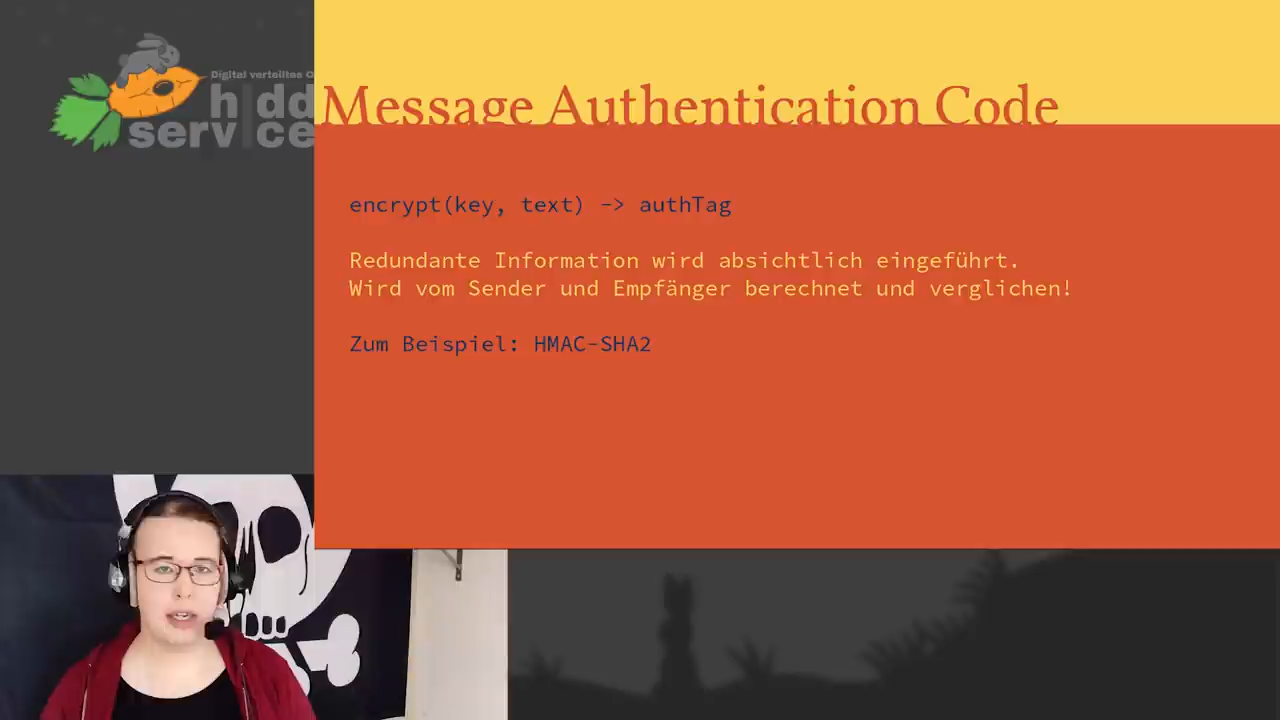 Digital verteiltes
h dd
serv ce
Message Authentication Code
encrypt(key, text) -> authTag
Redundante Information wird absichtlich eingeführt.
Wird vom Sender und Empfänger berechnet und verglichen!
Zum Beispiel: HMAC-SHA2